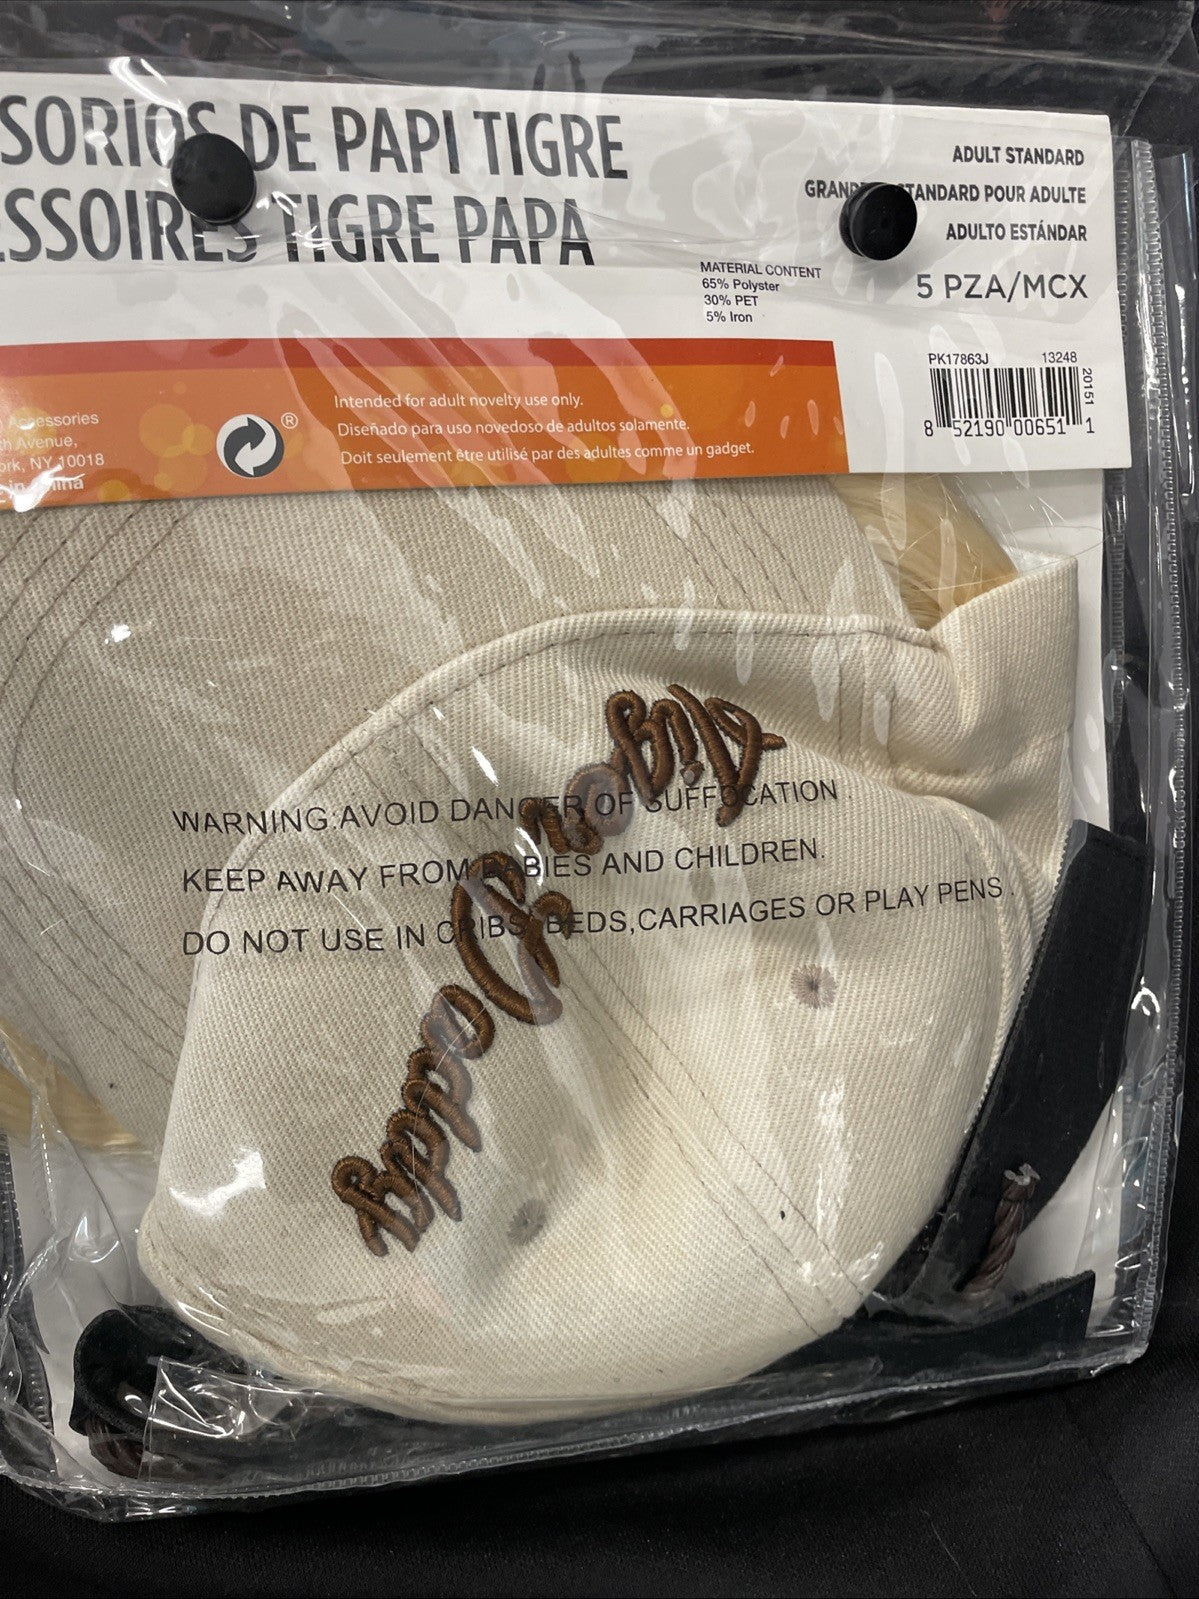 DE PAPI TIGRE
TIGRE PAPA
ADULT STANDARD
STANDARD POUR ADULTE
ADULTO ESTÁNDAR
5 PZA/MCX
MATERIAL CONTENT
65% Polyster
30% PET
5% Iron
PK17863J 13248
20151
8 52190 00651 1
Accessories
Avenue,
NY 10018
Intended for adult novelty use only.
Diseñado para uso novedoso de adultos solamente.
Doit seulement être utilisé par des adultes comme un gadget.
®
WARNING:AVOID DANGER OF SUFFOCATION.
KEEP AWAY FROM BABIES AND CHILDREN.
DO NOT USE IN CRIBS, BEDS,CARRIAGES OR PLAY PENS.
Tiger Daddy